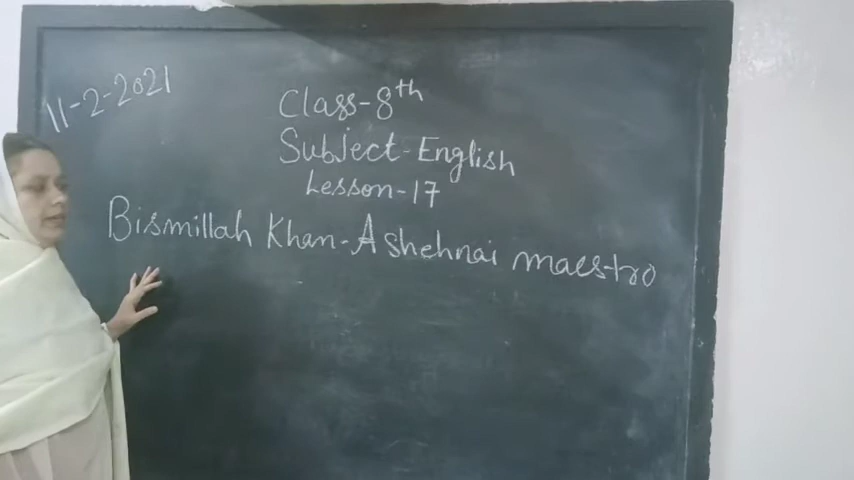 11-2-2021
Class-8th
Subject-English
Lesson-17
Bismillah Khan-A shehnai maestro